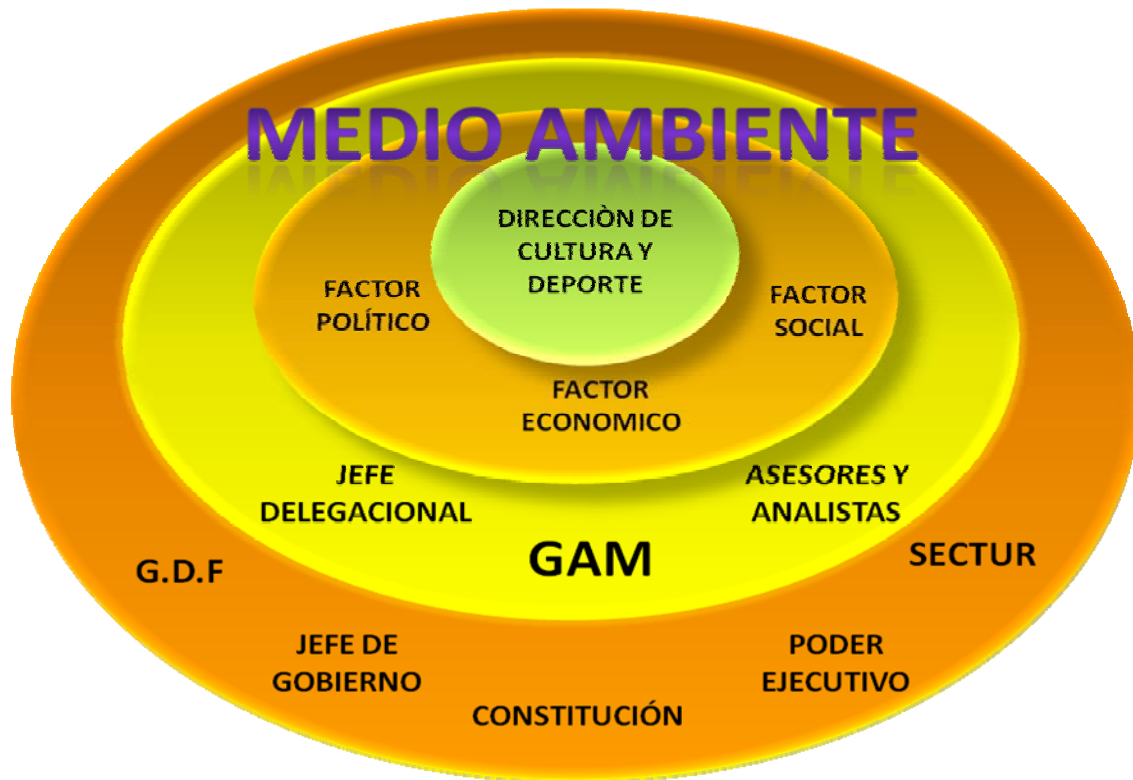 MEDIO AMBIENTE
DIRECCIÒN DE
CULTURA Y
DEPORTE
FACTOR
POLÍTICO
FACTOR
SOCIAL
FACTOR
ECONOMICO
JEFE
DELEGACIONAL
ASESORES Y
ANALISTAS
GAM
G.D.F
SECTUR
JEFE DE
GOBIERNO
PODER
EJECUTIVO
CONSTITUCIÓN